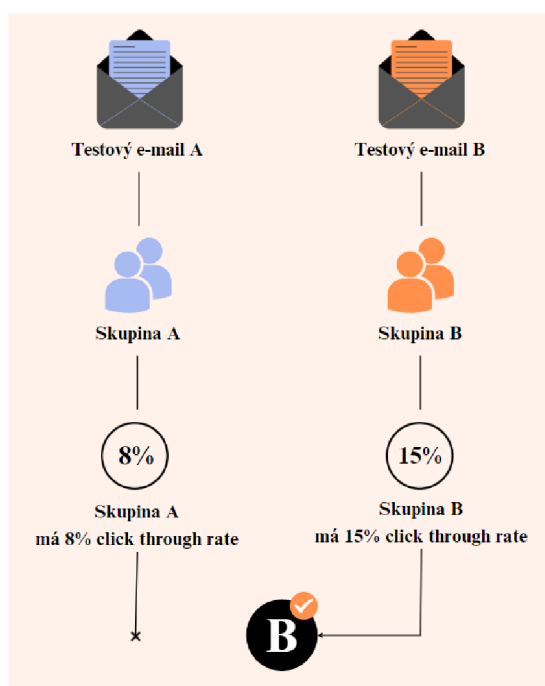 Testový e-mail A
Testový e-mail B
Skupina A
Skupina B
8%
15%
Skupina A
má 8% click through rate
Skupina B
má 15% click through rate
B